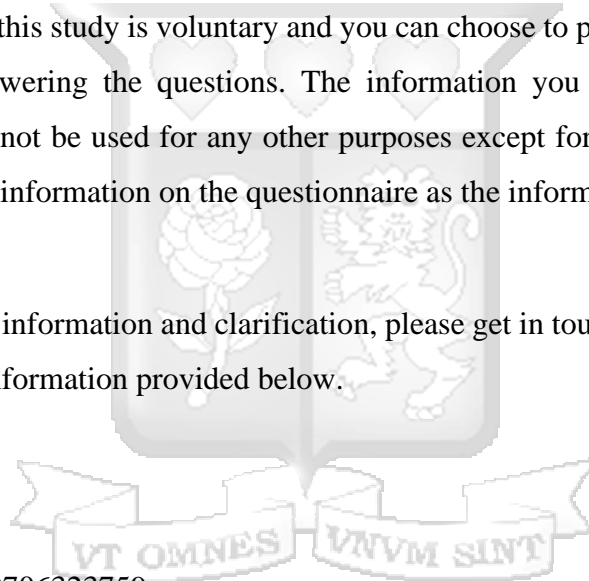 this study is voluntary and you can choose to p
wering the questions. The information you
not be used for any other purposes except for
information on the questionnaire as the inform
information and clarification, please get in tou
nformation provided below.
VT OMNES VNVM SINT